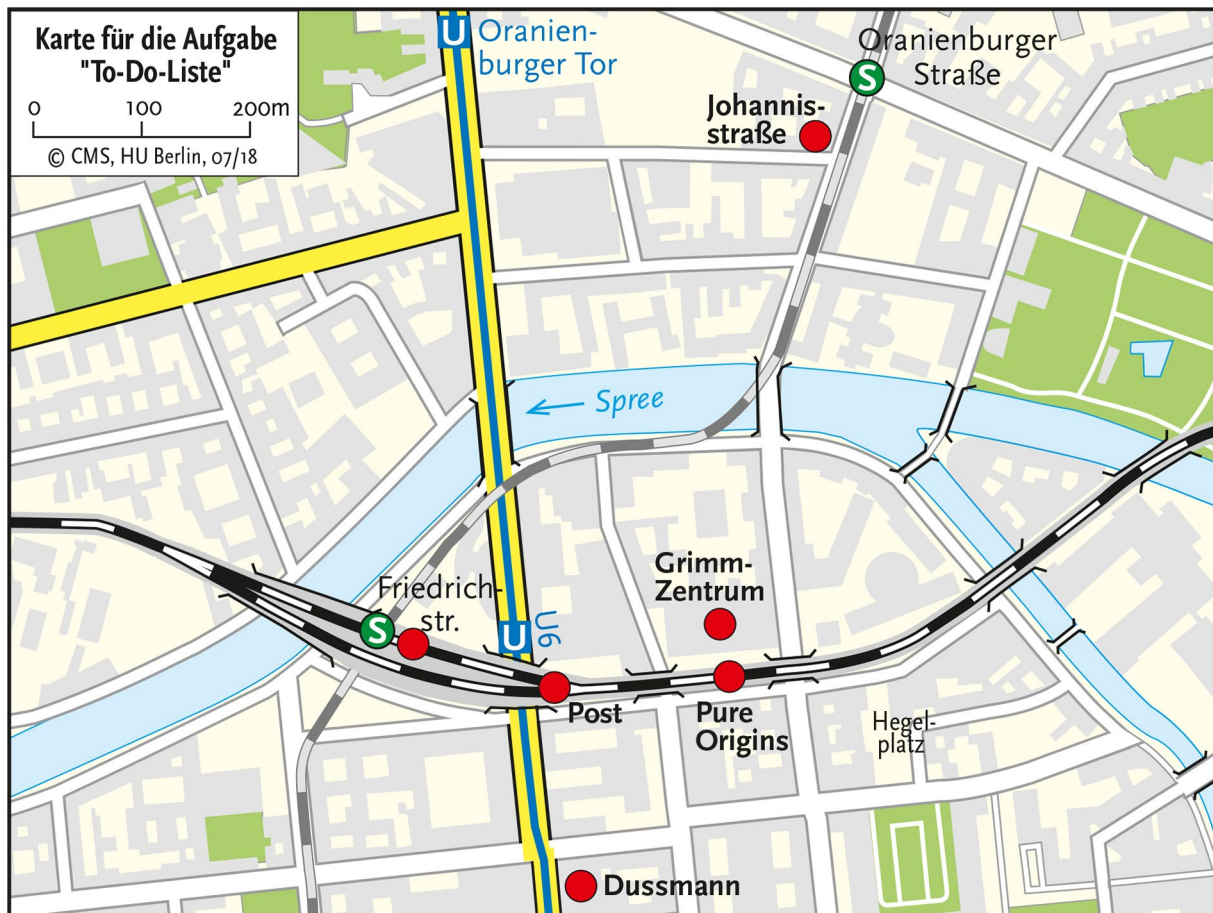 Karte für die Aufgabe
"To-Do-Liste"
0 100 200m
© CMS, HU Berlin, 07/18
U Oranien-
burger Tor
Oranienburger
Straße
S
Johannis-
straße
← Spree
Grimm-
Zentrum
Friedrich-
str.
S
U
U6
Post
Pure
Origins
Hegel-
platz
Dussmann